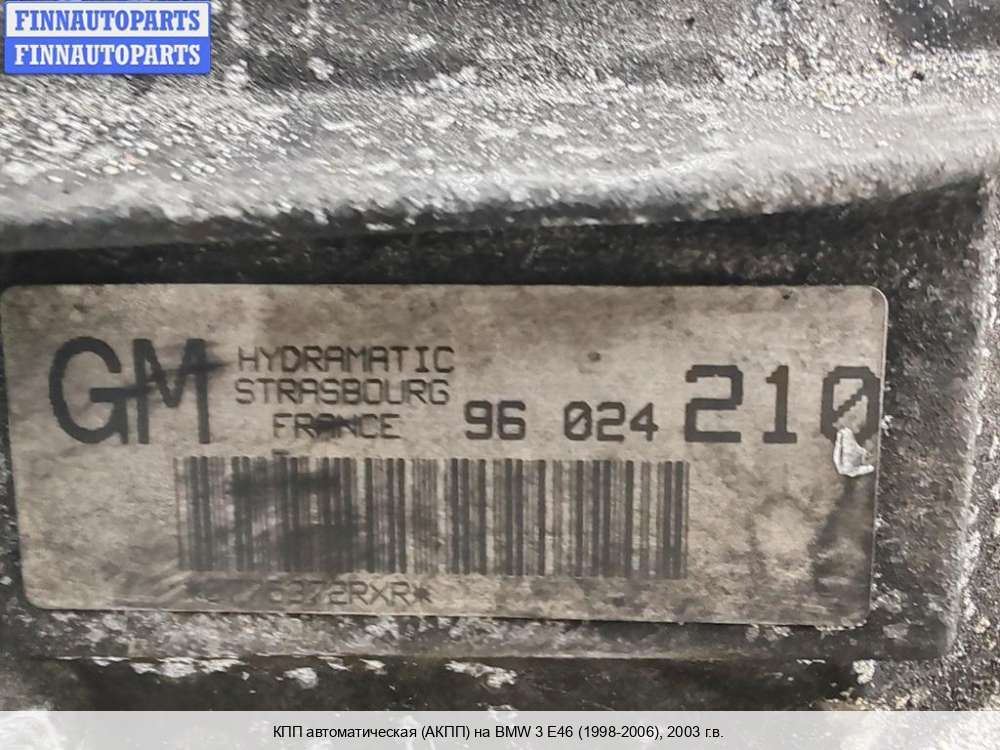 FINNAUTOPARTS
FINNAUTOPARTS
GM
HYDRAMATIC
STRASBOURG
FRANCE
96 024 210
КПП автоматическая (АКПП) на BMW 3 E46 (1998-2006), 2003 г.в.